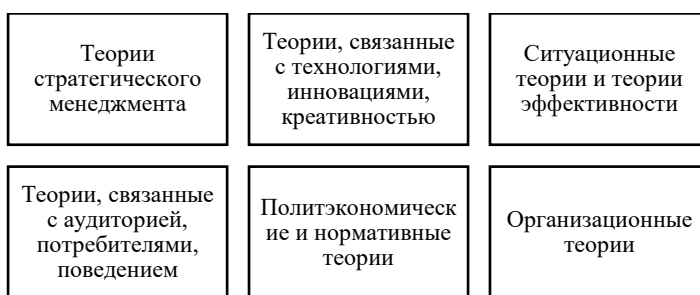 Теории
стратегического
менеджмента
Теории, связанные
с технологиями,
инновациями,
креативностью
Ситуационные
теории и теории
эффективности
Теории, связанные
с аудиторией,
потребителями,
поведением
Политэкономическ
ие и нормативные
теории
Организационные
теории